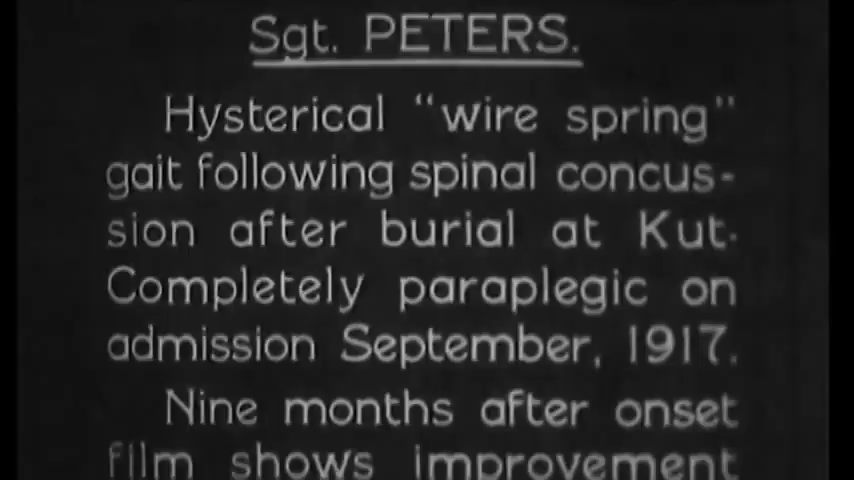 Sgt. PETERS.
Hysterical "wire spring"
gait following spinal concus-
sion after burial at Kut.
Completely paraplegic on
admission September, 1917.
Nine months after onset
film shows improvement